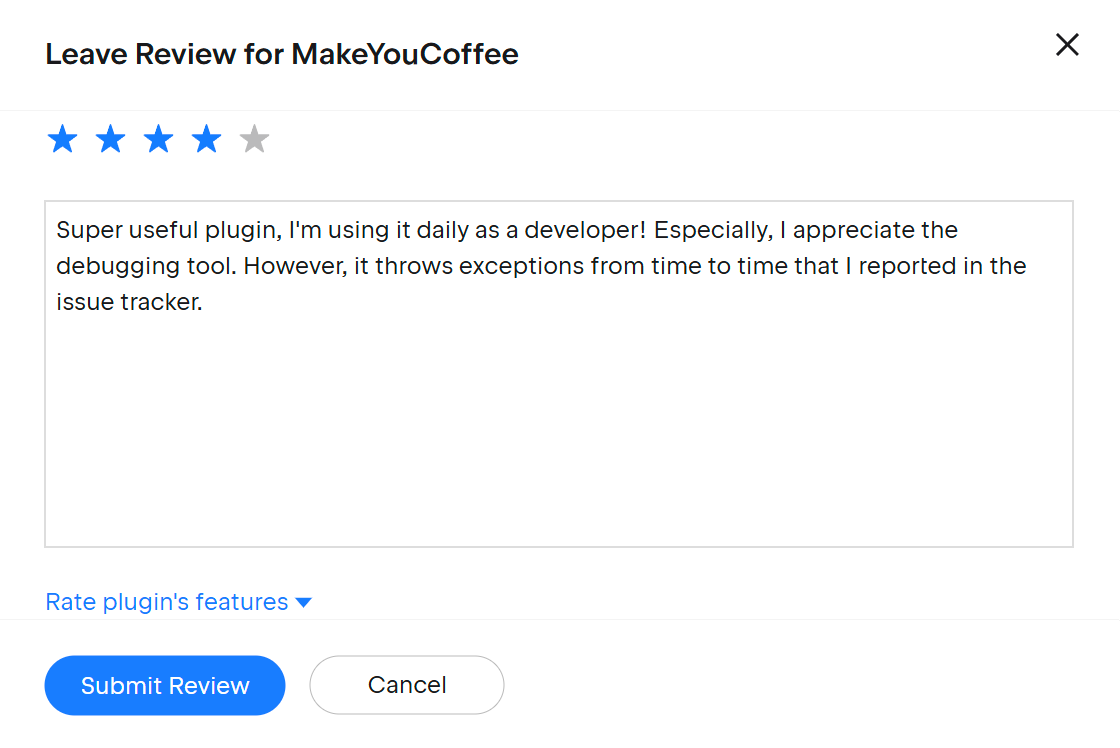 Leave Review for MakeYouCoffee
Super useful plugin, I'm using it daily as a developer! Especially, I appreciate the
debugging tool. However, it throws exceptions from time to time that I reported in the
issue tracker.
Rate plugin's features
Submit Review
Cancel